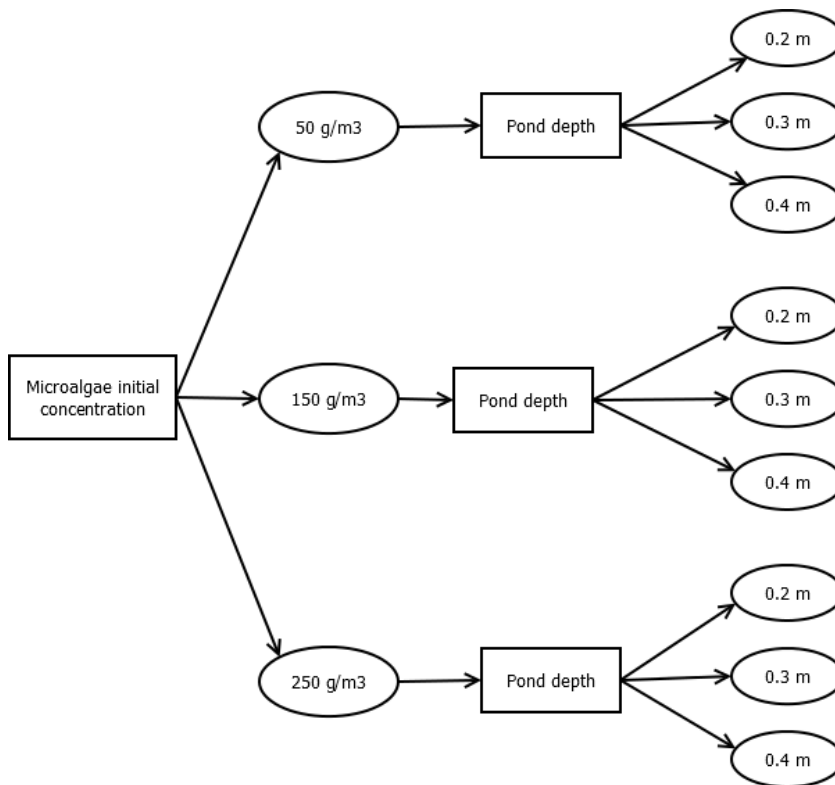 0.2 m
50 g/m3
Pond depth
0.3 m
0.4 m
0.2 m
Microalgae initial
concentration
150 g/m3
Pond depth
0.3 m
0.4 m
0.2 m
250 g/m3
Pond depth
0.3 m
0.4 m